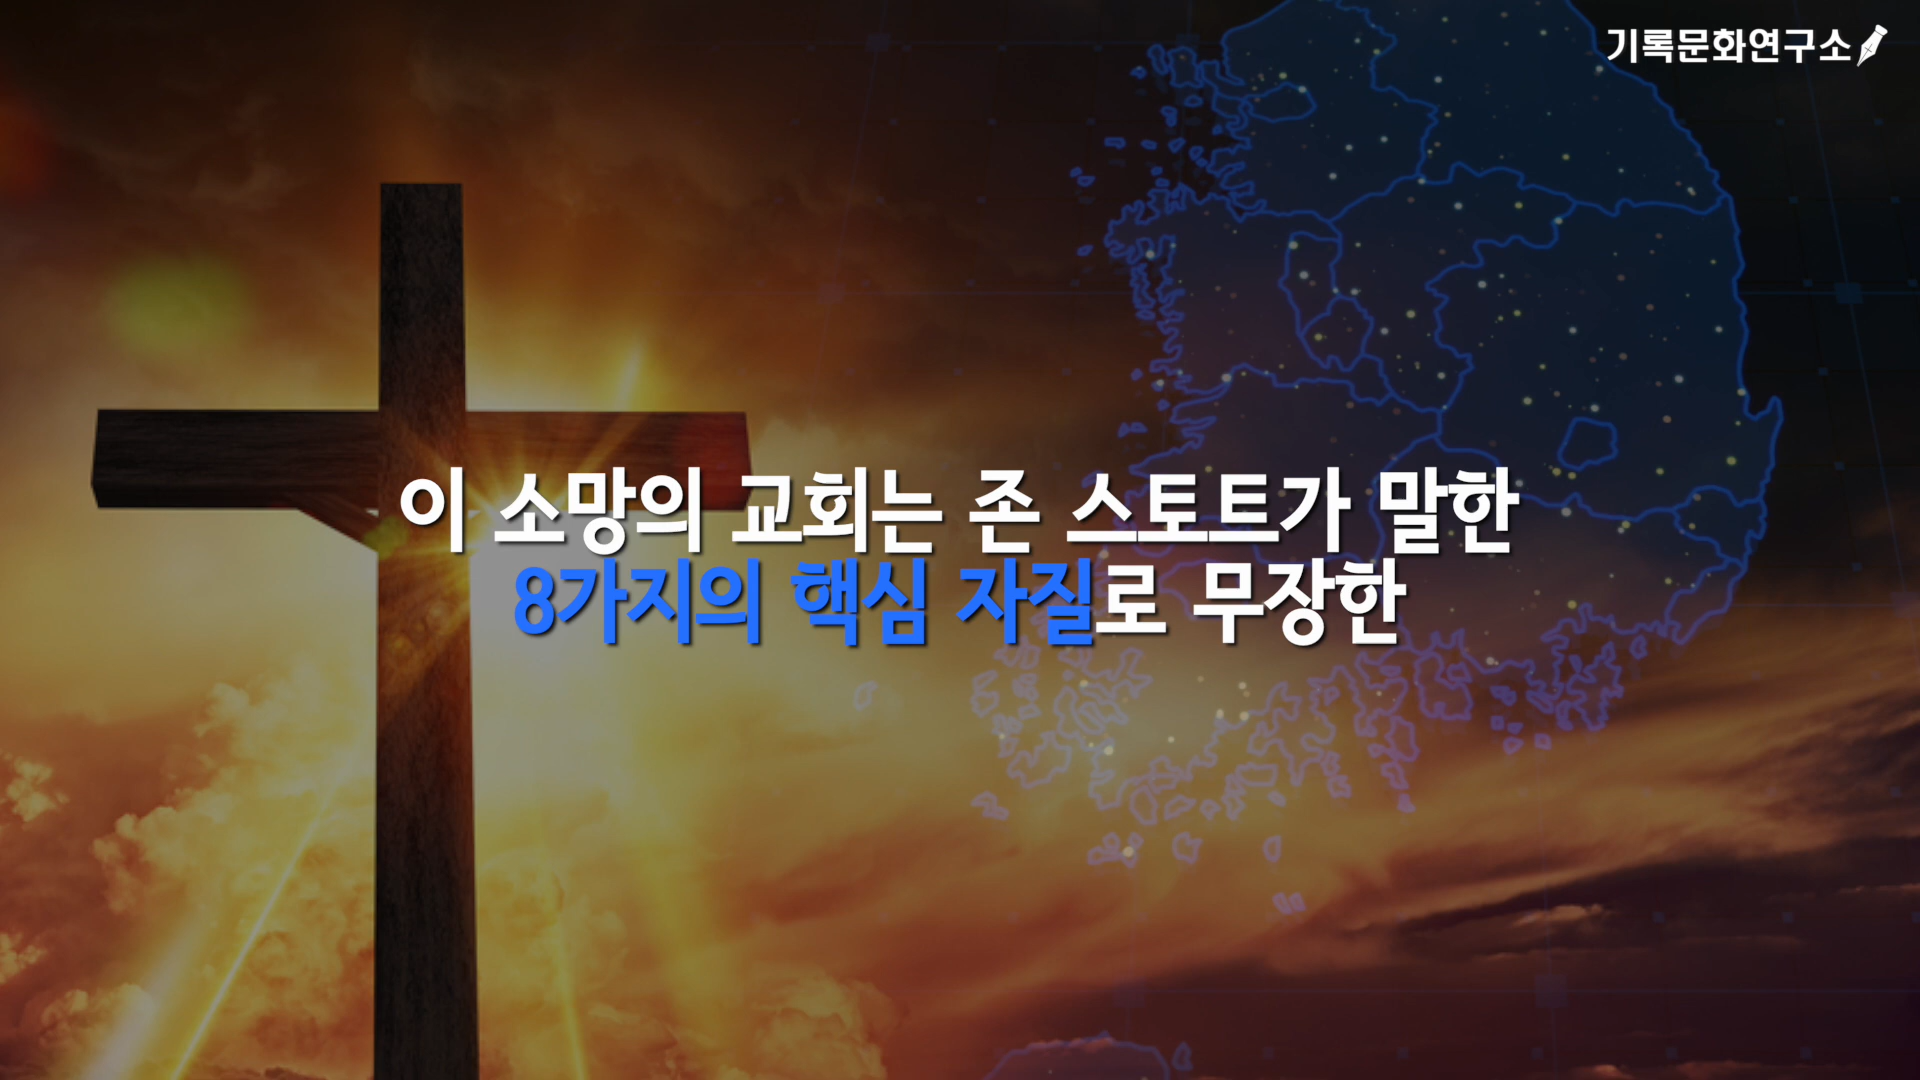 기록문화연구소
이 소망의 교회는 존 스토트가 말한
8가지의 핵심 자질로 무장한